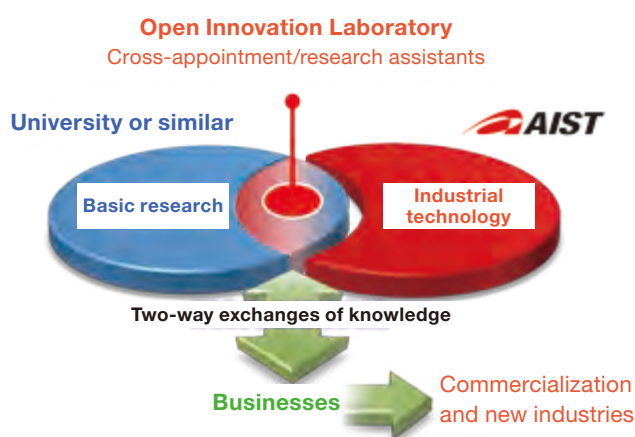 Open Innovation Laboratory
Cross-appointment/research assistants
University or similar
AIST
Basic research
Industrial
technology
Two-way exchanges of knowledge
Businesses
Commercialization
and new industries